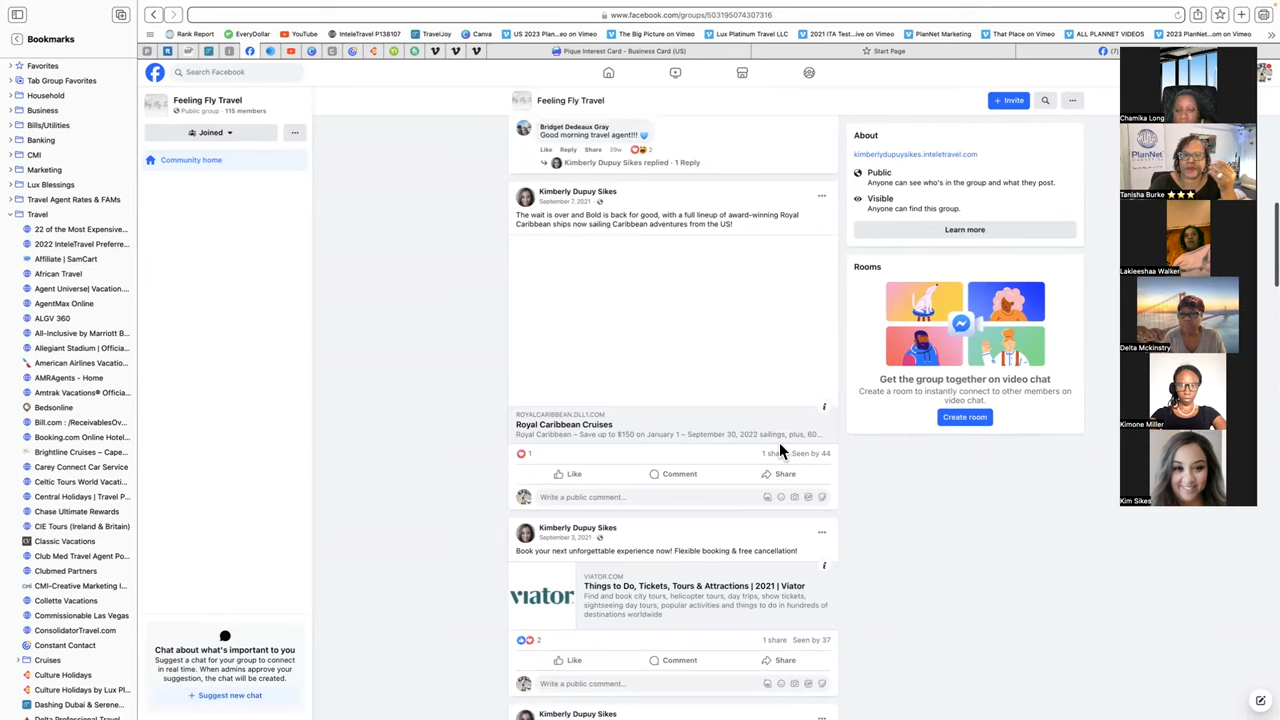 www.facebook.com/groups/503195074307316
Bookmarks
Rank Report
EveryDollar
YouTube
InteleTravel P138107
TravelJoy
Canva
US 2023 Plan...eo on Vimeo
The Big Picture on Vimeo
Lux Platinum Travel LLC
2021 ITA Test...ive on Vimeo
PlanNet Marketing
That Place on Vimeo
ALL PLANNET VIDEOS
2023 PlanNet...om on Vimeo
Pique Interest Card - Business Card (US)
Start Page
(7)
Favorites
Tab Group Favorites
Household
Business
Bills/Utilities
Banking
CMI
Marketing
Lux Blessings
Travel Agent Rates & FAMs
Travel
22 of the Most Expensive...
2022 InteleTravel Preferre...
Affiliate | SamCart
African Travel
Agent Universe| Vacation....
AgentMax Online
ALGV 360
All-Inclusive by Marriott B...
Allegiant Stadium | Officia...
American Airlines Vacatio...
AMRAgents - Home
Amtrak Vacations® Officia...
Bedsonline
Bill.com : /ReceivablesOv...
Booking.com Online Hotel...
Brightline Cruises – Cape...
Carey Connect Car Service
Celtic Tours World Vacati...
Central Holidays | Travel P...
Chase Ultimate Rewards
CIE Tours (Ireland & Britain)
Classic Vacations
Club Med Travel Agent Po...
Clubmed Partners
CMI-Creative Marketing I...
Collette Vacations
Commissionable Las Vegas
ConsolidatorTravel.com
Constant Contact
Cruises
Culture Holidays
Culture Holidays by Lux Pl...
Dashing Dubai & Serene...
Delta Professional Travel
Search Facebook
Feeling Fly Travel
Public group · 115 members
Joined
Community home
Chat about what's important to you
Suggest a chat for your group to connect
in real time. When admins approve your
suggestion, the chat will be created.
+ Suggest new chat
Feeling Fly Travel
+ Invite
Bridget Dedeaux Gray
Good morning travel agent!!!
Like Reply Share 39w 2
Kimberly Dupuy Sikes replied · 1 Reply
Kimberly Dupuy Sikes
September 7, 2021 ·
The wait is over and Bold is back for good, with a full lineup of award-winning Royal
Caribbean ships now sailing Caribbean adventures from the US!
ROYALCARIBBEAN.DLL1.COM
Royal Caribbean Cruises
Royal Caribbean – Save up to $150 on January 1 – September 30, 2022 sailings, plus, 60...
1
Seen by 44
Like Comment Share
Write a public comment...
Kimberly Dupuy Sikes
September 3, 2021 ·
Book your next unforgettable experience now! Flexible booking & free cancellation!
viator
VIATOR.COM
Things to Do, Tickets, Tours & Attractions | 2021 | Viator
Find and book city tours, helicopter tours, day trips, show tickets,
sightseeing day tours, popular activities and things to do in hundreds of
destinations worldwide
2
1 share Seen by 37
Like Comment Share
Write a public comment...
Kimberly Dupuy Sikes
About
kimberlydupuysikes.inteletravel.com
Public
Anyone can see who's in the group and what they post.
Visible
Anyone can find this group.
Learn more
Rooms
Get the group together on video chat
Create a room to instantly connect to other members on
video chat.
Create room
Chamika Long
PlanNet
Tanisha Burke
Lakieeshaa Walker
Delta Mckinstry
Kimone Miller
Kim Sikes